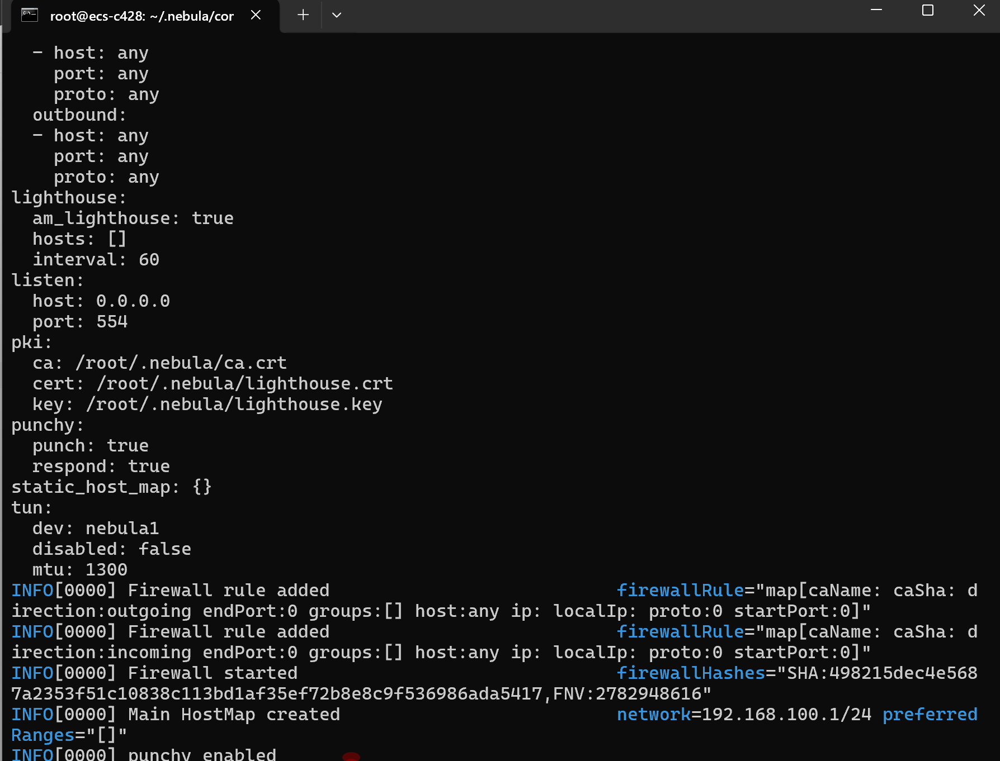 root@ecs-c428: ~/.nebula/cor
  - host: any
    port: any
    proto: any
  outbound:
  - host: any
    port: any
    proto: any
lighthouse:
  am_lighthouse: true
  hosts: []
  interval: 60
listen:
  host: 0.0.0.0
  port: 554
pki:
  ca: /root/.nebula/ca.crt
  cert: /root/.nebula/lighthouse.crt
  key: /root/.nebula/lighthouse.key
punchy:
  punch: true
  respond: true
static_host_map: {}
tun:
  dev: nebula1
  disabled: false
  mtu: 1300
INFO[0000] Firewall rule added                           firewallRule="map[caName: caSha: d
irection:outgoing endPort:0 groups:[] host:any ip: localIp: proto:0 startPort:0]"
INFO[0000] Firewall rule added                           firewallRule="map[caName: caSha: d
irection:incoming endPort:0 groups:[] host:any ip: localIp: proto:0 startPort:0]"
INFO[0000] Firewall started                              firewallHashes="SHA:498215dec4e568
7a2353f51c10838c113bd1af35ef72b8e8c9f536986ada5417,FNV:2782948616"
INFO[0000] Main HostMap created                          network=192.168.100.1/24 preferred
Ranges="[]"
INFO[0000] punchy enabled